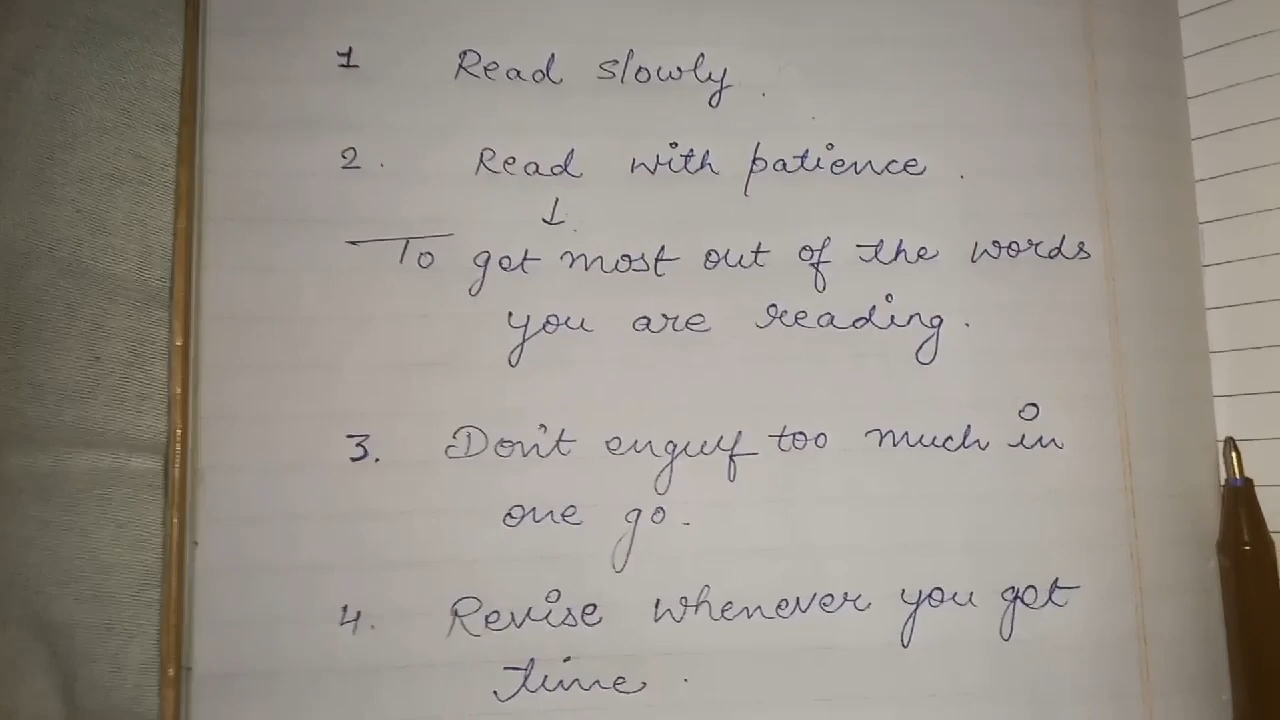 1 Read slowly.
2. Read with patience.
↓
To get most out of the words
you are reading.
3. Don't engulf too much in
one go.
4. Revise whenever you get
time.